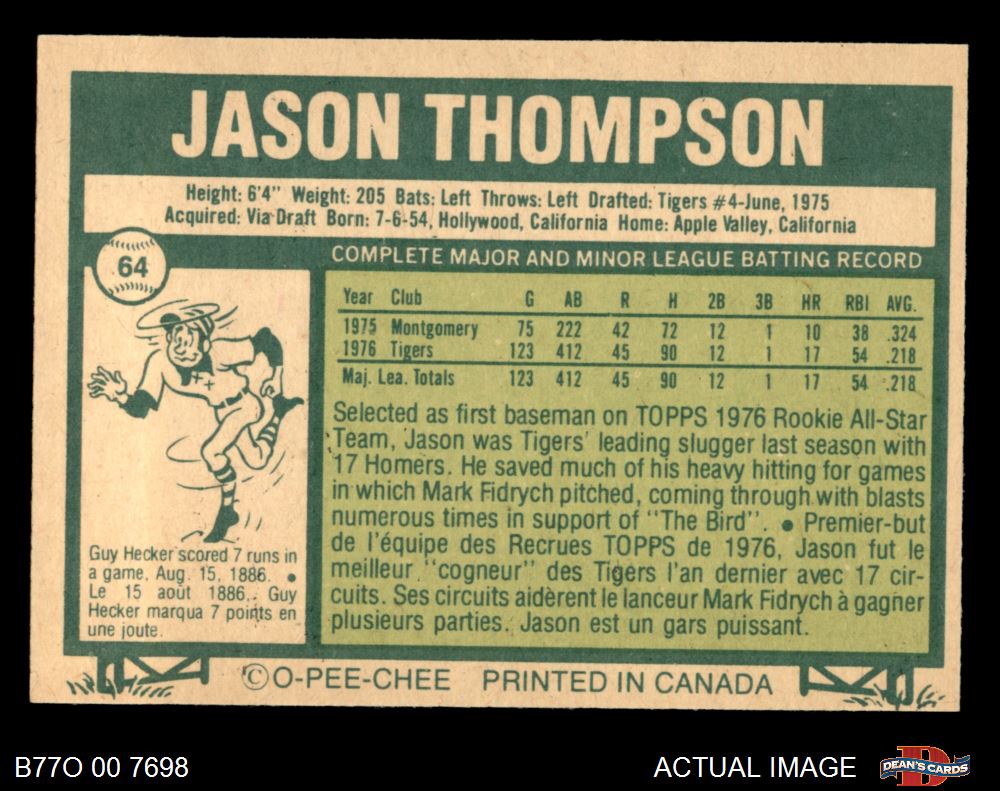 JASON THOMPSON
Height: 6'4" Weight: 205 Bats: Left Throws: Left Drafted: Tigers #4-June, 1975
Acquired: Via Draft Born: 7-6-54, Hollywood, California Home: Apple Valley, California
64
COMPLETE MAJOR AND MINOR LEAGUE BATTING RECORD
Year Club G AB R H 2B 3B HR RBI AVG.
1975 Montgomery 75 222 42 72 12 1 10 38 .324
1976 Tigers 123 412 45 90 12 1 17 54 .218
Maj. Lea. Totals 123 412 45 90 12 1 17 54 .218
Selected as first baseman on TOPPS 1976 Rookie All-Star
Team, Jason was Tigers' leading slugger last season with
17 Homers. He saved much of his heavy hitting for games
in which Mark Fidrych pitched, coming through with blasts
numerous times in support of "The Bird". ● Premier-but
de l'équipe des Recrues TOPPS de 1976, Jason fut le
meilleur "cogneur" des Tigers l'an dernier avec 17 cir-
cuits. Ses circuits aidèrent le lanceur Mark Fidrych à gagner
plusieurs parties. Jason est un gars puissant.
Guy Hecker scored 7 runs in
a game, Aug. 15, 1886. ●
Le 15 août 1886, Guy
Hecker marqua 7 points en
une joute.
©O-PEE-CHEE PRINTED IN CANADA
B77O 00 7698
ACTUAL IMAGE
DEAN'S CARDS